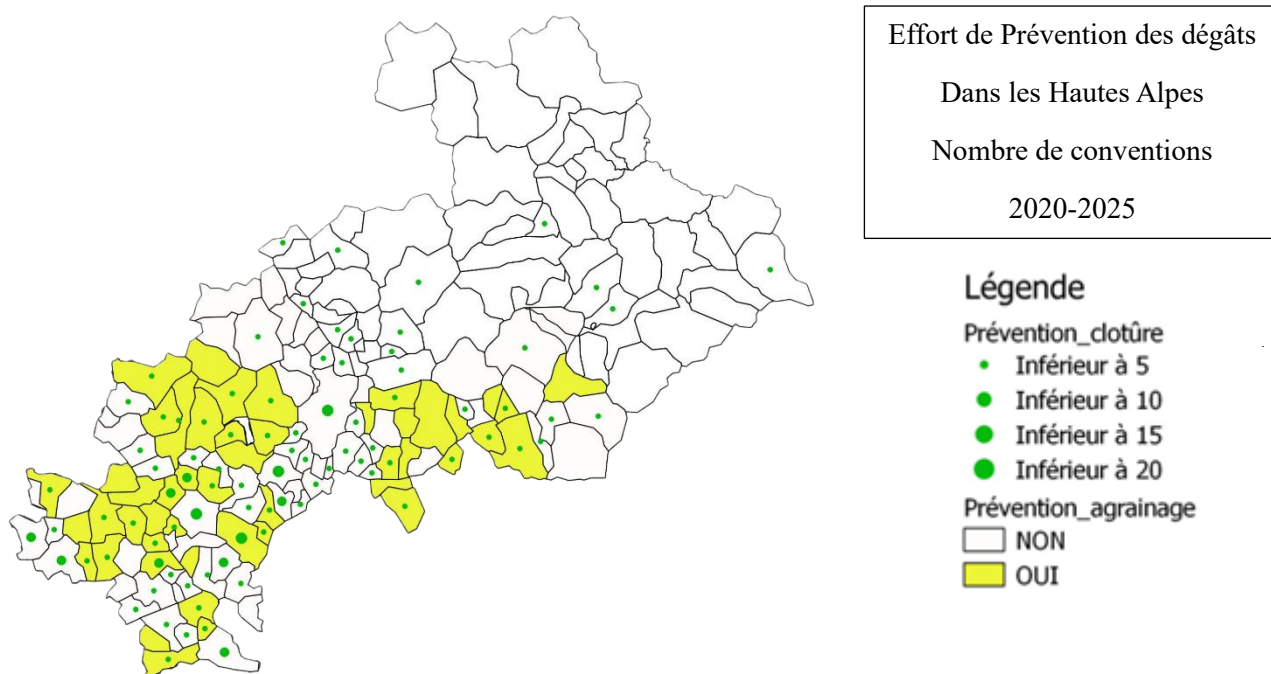 Effort de Prévention des dégâts
Dans les Hautes Alpes
Nombre de conventions
2020-2025
Légende
Prévention_clotûre
Inférieur à 5
Inférieur à 10
Inférieur à 15
Inférieur à 20
Prévention_agrainage
NON
OUI